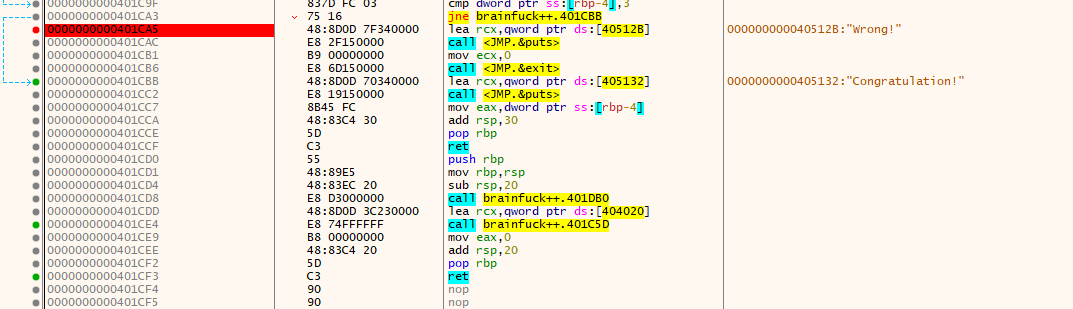 0000000000401C9F 837D FC 03 cmp dword ptr ss:[rbp-4],3
0000000000401CA3 75 16 jne brainfuck++.401CBB
0000000000401CA5 48:8D0D 7F340000 lea rcx,qword ptr ds:[40512B] 000000000040512B:"Wrong!"
0000000000401CAC E8 2F150000 call <JMP.&puts>
0000000000401CB1 B9 00000000 mov ecx,0
0000000000401CB6 E8 6D150000 call <JMP.&exit>
0000000000401CBB 48:8D0D 70340000 lea rcx,qword ptr ds:[405132] 0000000000405132:"Congratulation!"
0000000000401CC2 E8 19150000 call <JMP.&puts>
0000000000401CC7 8B45 FC mov eax,dword ptr ss:[rbp-4]
0000000000401CCA 48:83C4 30 add rsp,30
0000000000401CCE 5D pop rbp
0000000000401CCF C3 ret
0000000000401CD0 55 push rbp
0000000000401CD1 48:89E5 mov rbp,rsp
0000000000401CD4 48:83EC 20 sub rsp,20
0000000000401CD8 E8 D3000000 call brainfuck++.401DB0
0000000000401CDD 48:8D0D 3C230000 lea rcx,qword ptr ds:[404020]
0000000000401CE4 E8 74FFFFFF call brainfuck++.401C5D
0000000000401CE9 B8 00000000 mov eax,0
0000000000401CEE 48:83C4 20 add rsp,20
0000000000401CF2 5D pop rbp
0000000000401CF3 C3 ret
0000000000401CF4 90 nop
0000000000401CF5 90 nop